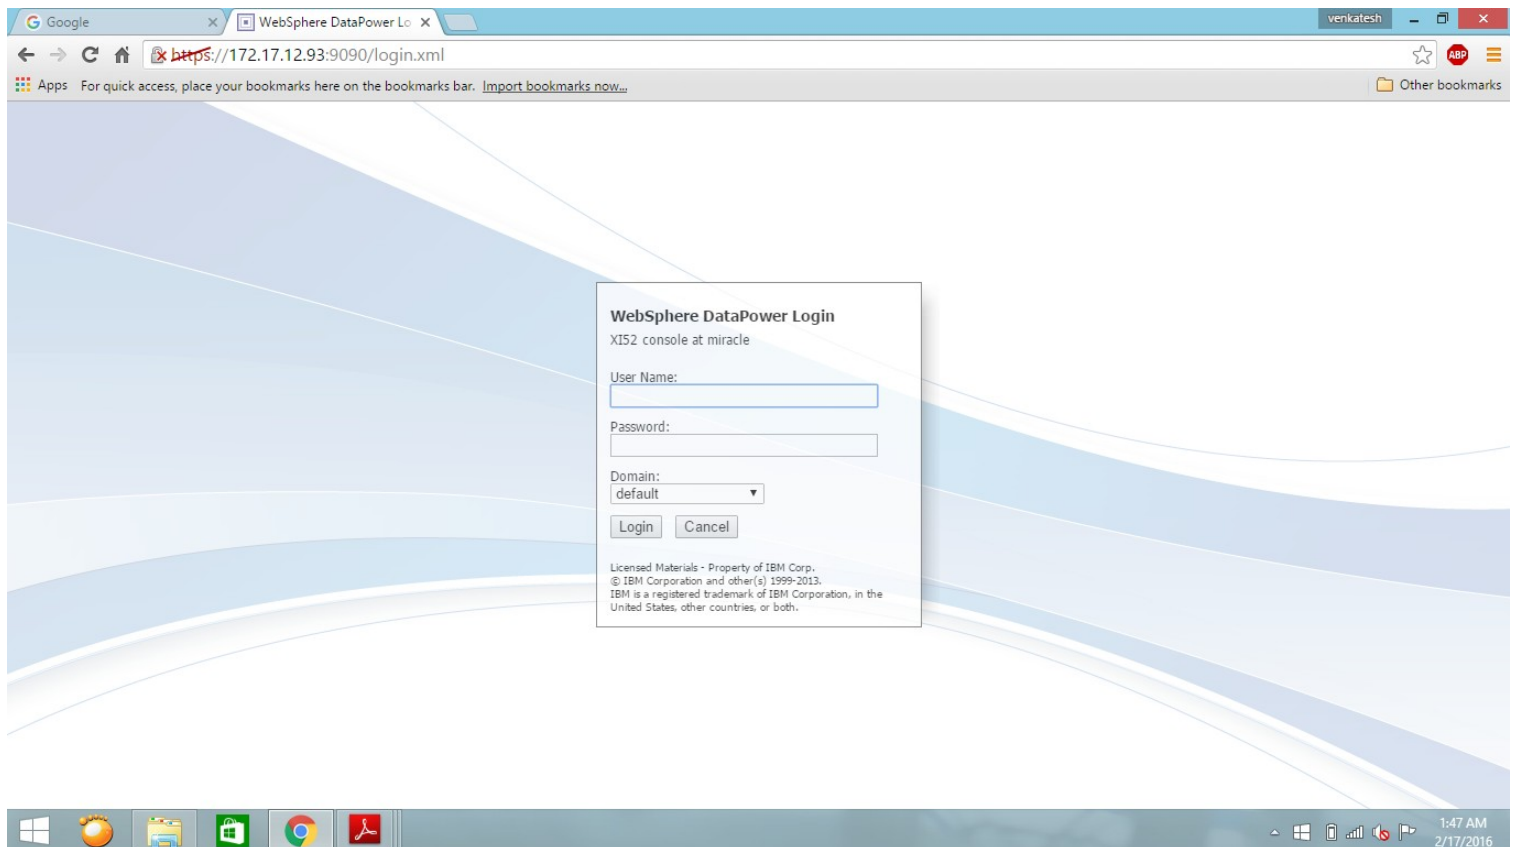 Google
WebSphere DataPower Lo
venkatesh
https://172.17.12.93:9090/login.xml
ABP
Apps For quick access, place your bookmarks here on the bookmarks bar. Import bookmarks now...
Other bookmarks
WebSphere DataPower Login
XI52 console at miracle
User Name:
Password:
Domain:
default
Login Cancel
Licensed Materials - Property of IBM Corp.
© IBM Corporation and other(s) 1999-2013.
IBM is a registered trademark of IBM Corporation, in the
United States, other countries, or both.
1:47 AM
2/17/2016